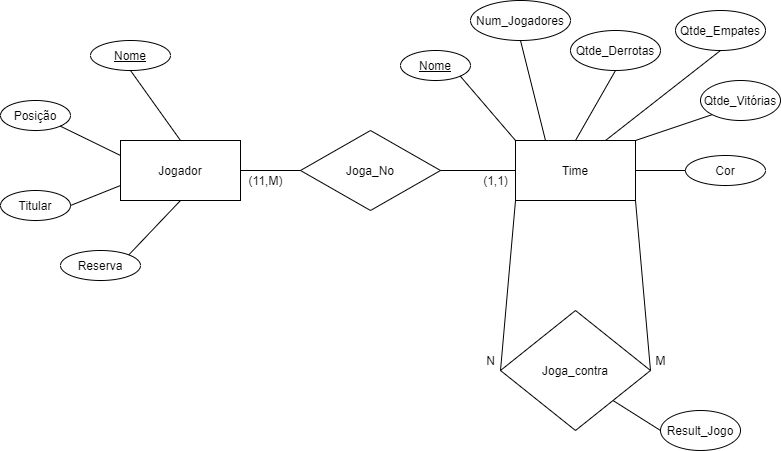 Num_Jogadores
Qtde_Empates
Qtde_Derrotas
Nome
Nome
Qtde_Vitórias
Posição
Jogador
Joga_No
Time
Cor
(11,M)
(1,1)
Titular
Reserva
N
M
Joga_contra
Result_Jogo